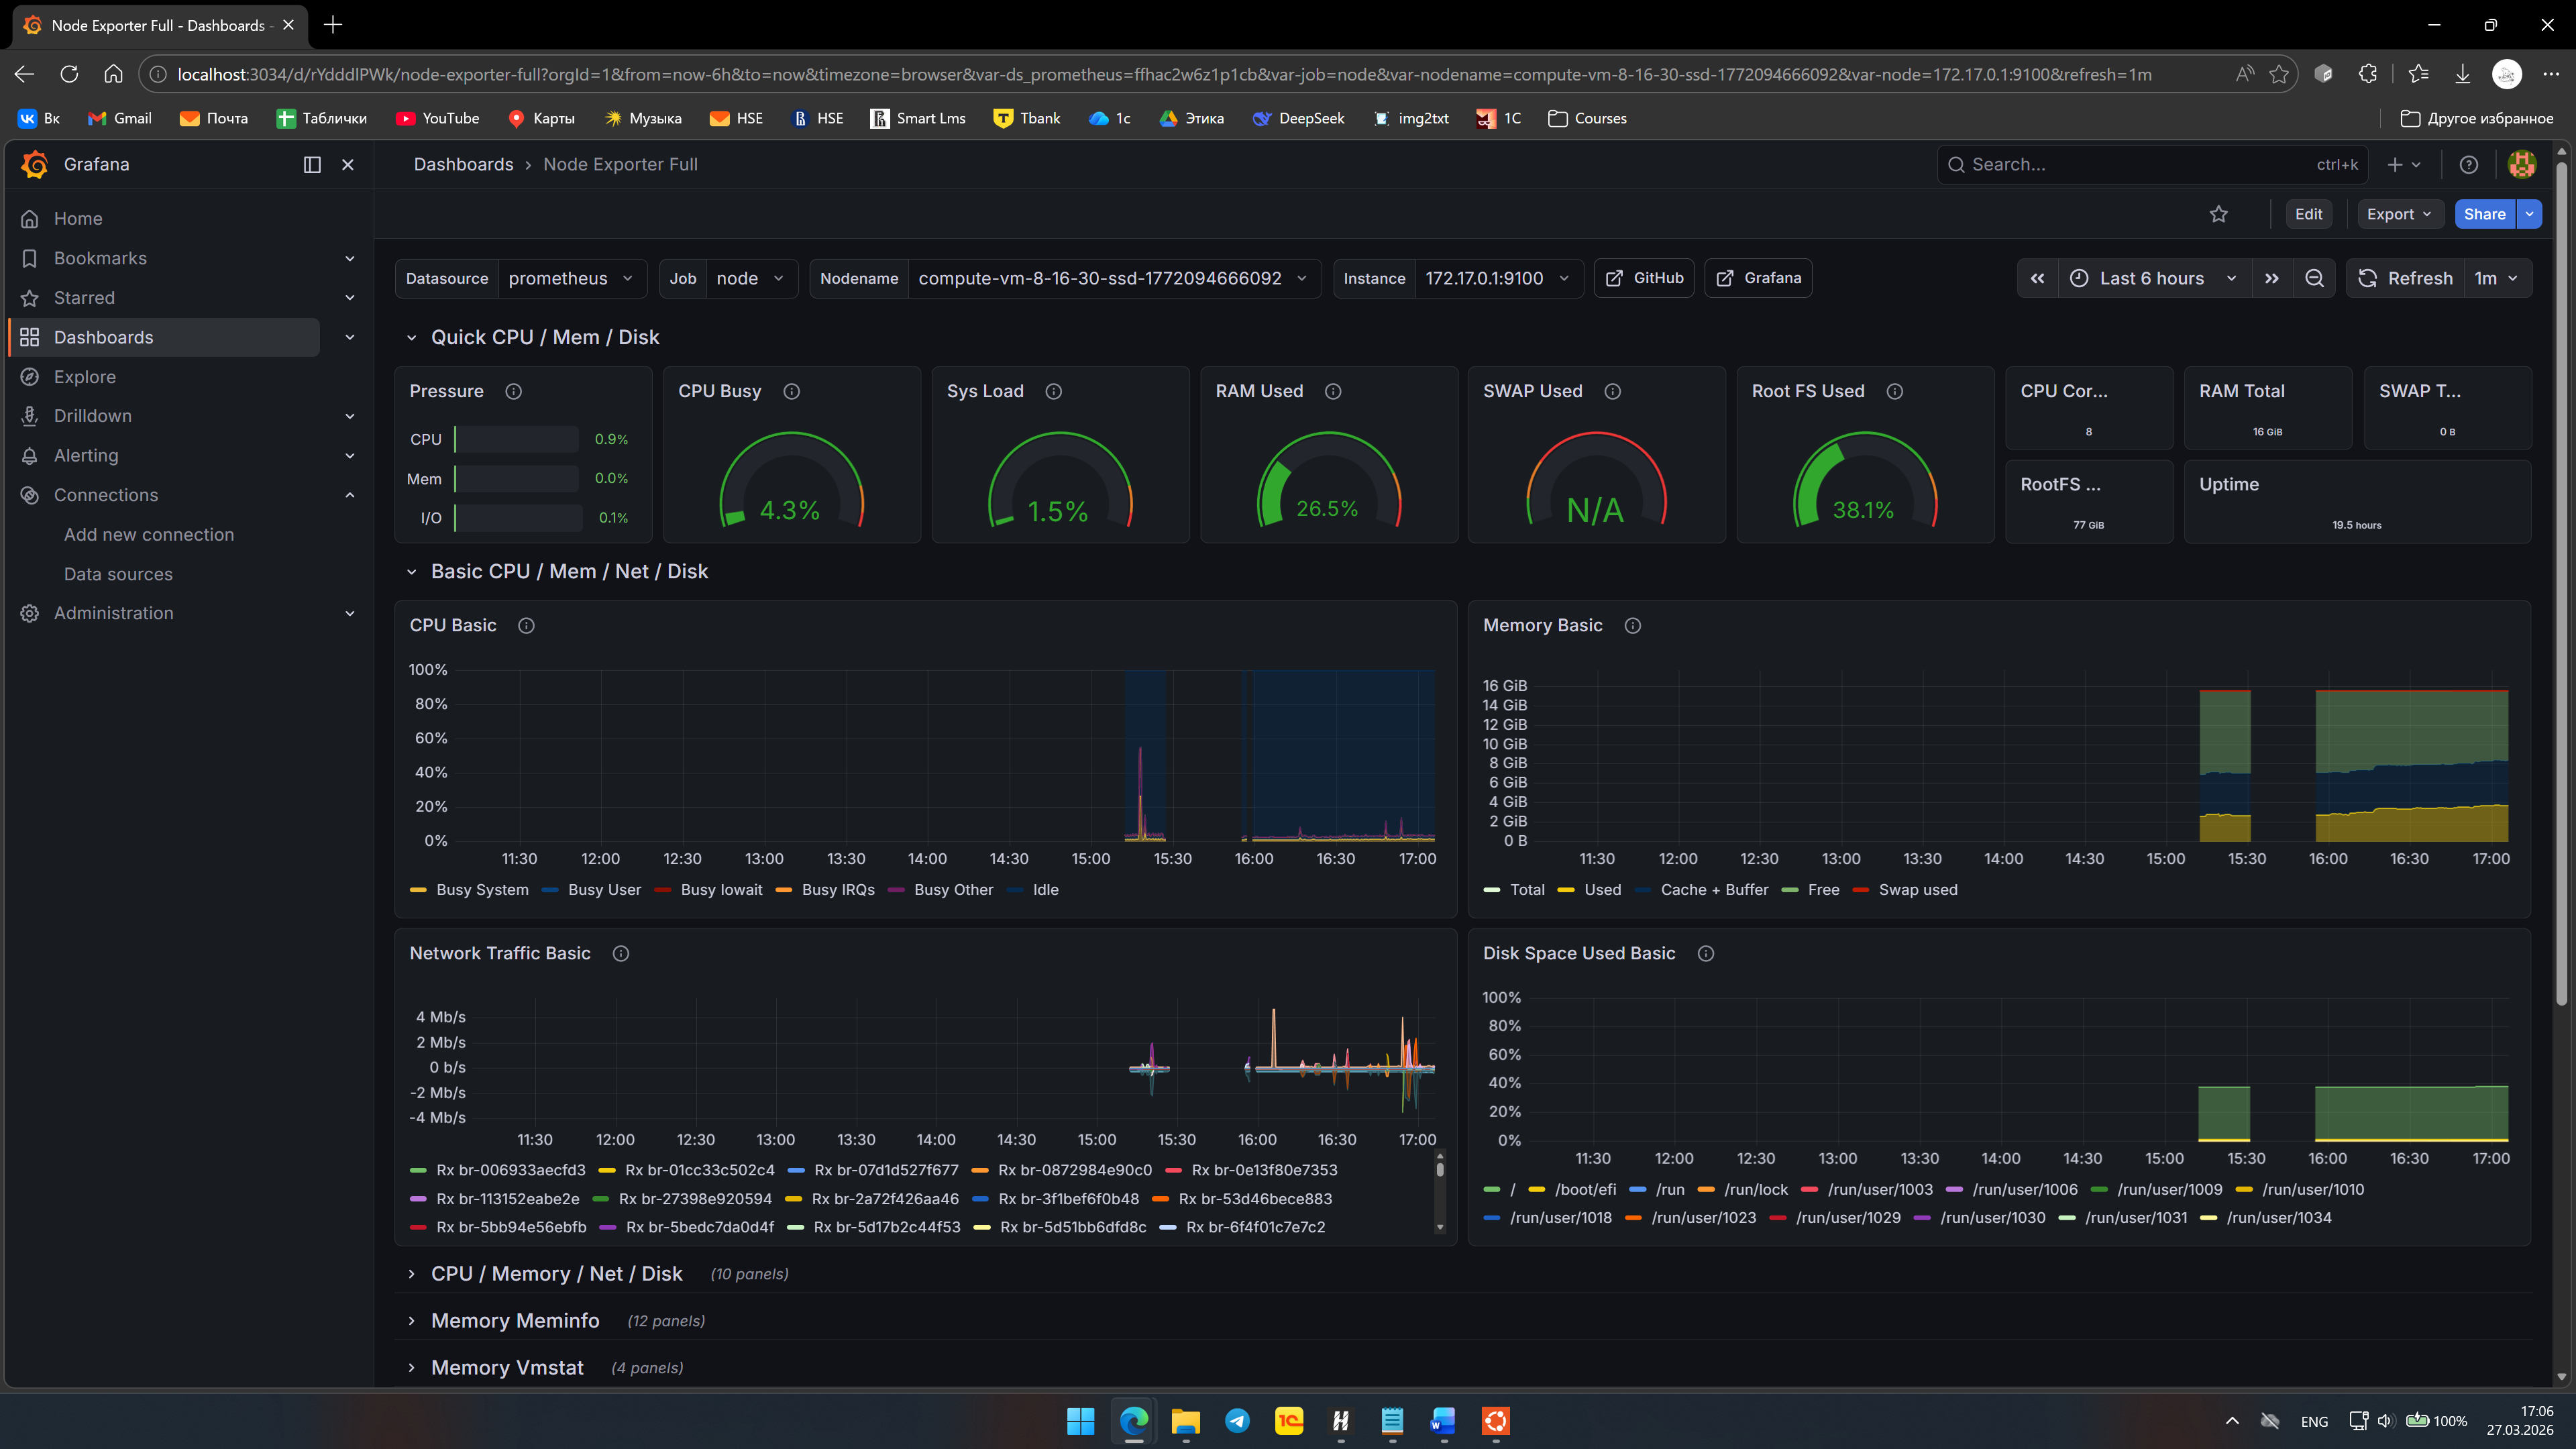 Node Exporter Full - Dashboards -
localhost:3034/d/rYdddlPWk/node-exporter-full?orgId=1&from=now-6h&to=now&timezone=browser&var-ds_prometheus=ffhac2w6z1p1cb&var-job=node&var-nodename=compute-vm-8-16-30-ssd-1772094666092&var-node=172.17.0.1:9100&refresh=1m
Вк Gmail Почта Таблички YouTube Карты Музыка HSE HSE Smart Lms Tbank 1c Этика DeepSeek img2txt 1C Courses Другое избранное
Grafana
Dashboards › Node Exporter Full
Search... ctrl+k
Edit Export Share
Home
Bookmarks
Starred
Dashboards
Explore
Drilldown
Alerting
Connections
Add new connection
Data sources
Administration
Datasource prometheus Job node Nodename compute-vm-8-16-30-ssd-1772094666092 Instance 172.17.0.1:9100 GitHub Grafana Last 6 hours Refresh 1m
Quick CPU / Mem / Disk
Pressure
CPU 0.9%
Mem 0.0%
I/O 0.1%
CPU Busy
4.3%
Sys Load
1.5%
RAM Used
26.5%
SWAP Used
N/A
Root FS Used
38.1%
CPU Cor...
8
RAM Total
16 GiB
SWAP T...
0 B
RootFS ...
77 GiB
Uptime
19.5 hours
Basic CPU / Mem / Net / Disk
CPU Basic
100%
80%
60%
40%
20%
0%
11:30 12:00 12:30 13:00 13:30 14:00 14:30 15:00 15:30 16:00 16:30 17:00
Busy System Busy User Busy Iowait Busy IRQs Busy Other Idle
Memory Basic
16 GiB
14 GiB
12 GiB
10 GiB
8 GiB
6 GiB
4 GiB
2 GiB
0 B
11:30 12:00 12:30 13:00 13:30 14:00 14:30 15:00 15:30 16:00 16:30 17:00
Total Used Cache + Buffer Free Swap used
Network Traffic Basic
4 Mb/s
2 Mb/s
0 b/s
-2 Mb/s
-4 Mb/s
11:30 12:00 12:30 13:00 13:30 14:00 14:30 15:00 15:30 16:00 16:30 17:00
Rx br-006933aecfd3 Rx br-01cc33c502c4 Rx br-07d1d527f677 Rx br-0872984e90c0 Rx br-0e13f80e7353
Rx br-113152eabe2e Rx br-27398e920594 Rx br-2a72f426aa46 Rx br-3f1bef6f0b48 Rx br-53d46bece883
Rx br-5bb94e56ebfb Rx br-5bedc7da0d4f Rx br-5d17b2c44f53 Rx br-5d51bb6dfd8c Rx br-6f4f01c7e7c2
Disk Space Used Basic
100%
80%
60%
40%
20%
0%
11:30 12:00 12:30 13:00 13:30 14:00 14:30 15:00 15:30 16:00 16:30 17:00
/ /boot/efi /run /run/lock /run/user/1003 /run/user/1006 /run/user/1009 /run/user/1010
/run/user/1018 /run/user/1023 /run/user/1029 /run/user/1030 /run/user/1031 /run/user/1034
CPU / Memory / Net / Disk (10 panels)
Memory Meminfo (12 panels)
Memory Vmstat (4 panels)
ENG 100% 17:06
27.03.2026